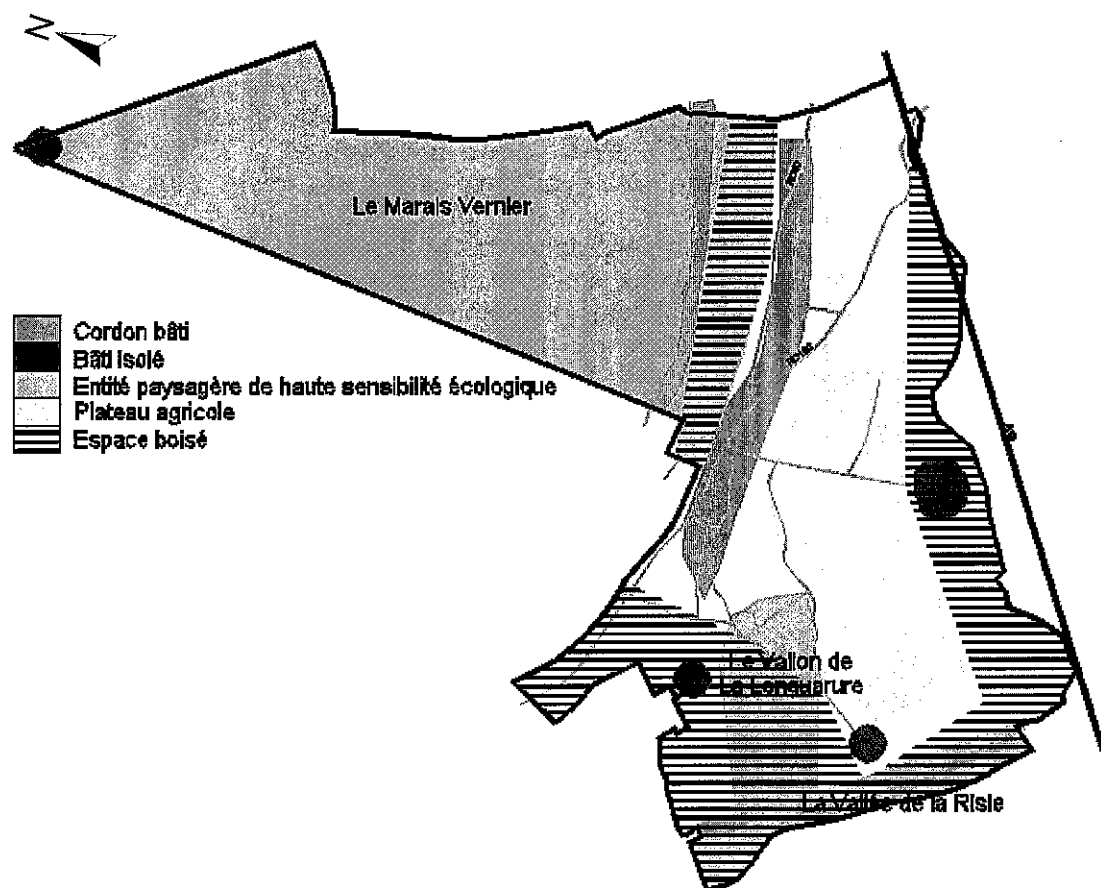 N
Le Marais Vernier
Cordon bâti
Bâti isolé
Entité paysagère de haute sensibilité écologique
Plateau agricole
Espace boisé
Le Vallon de
La Vallée de la Risle